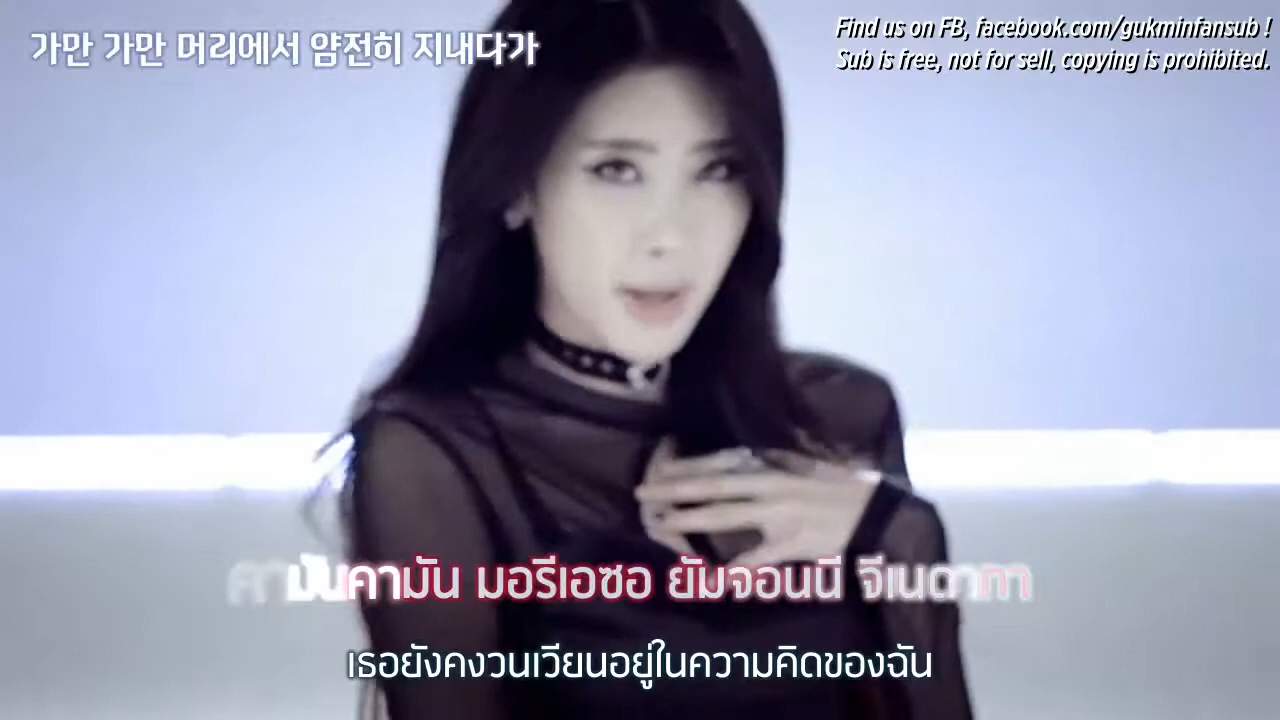 가만 가만 머리에서 얌전히 지내다가
Find us on FB, facebook.com/gukminfansub !
Sub is free, not for sell, copying is prohibited.
คามันคามัน มอรีเอซอ ยัมจอนนี จีเนดากา
เธอยังคงวนเวียนอยู่ในความคิดของฉัน